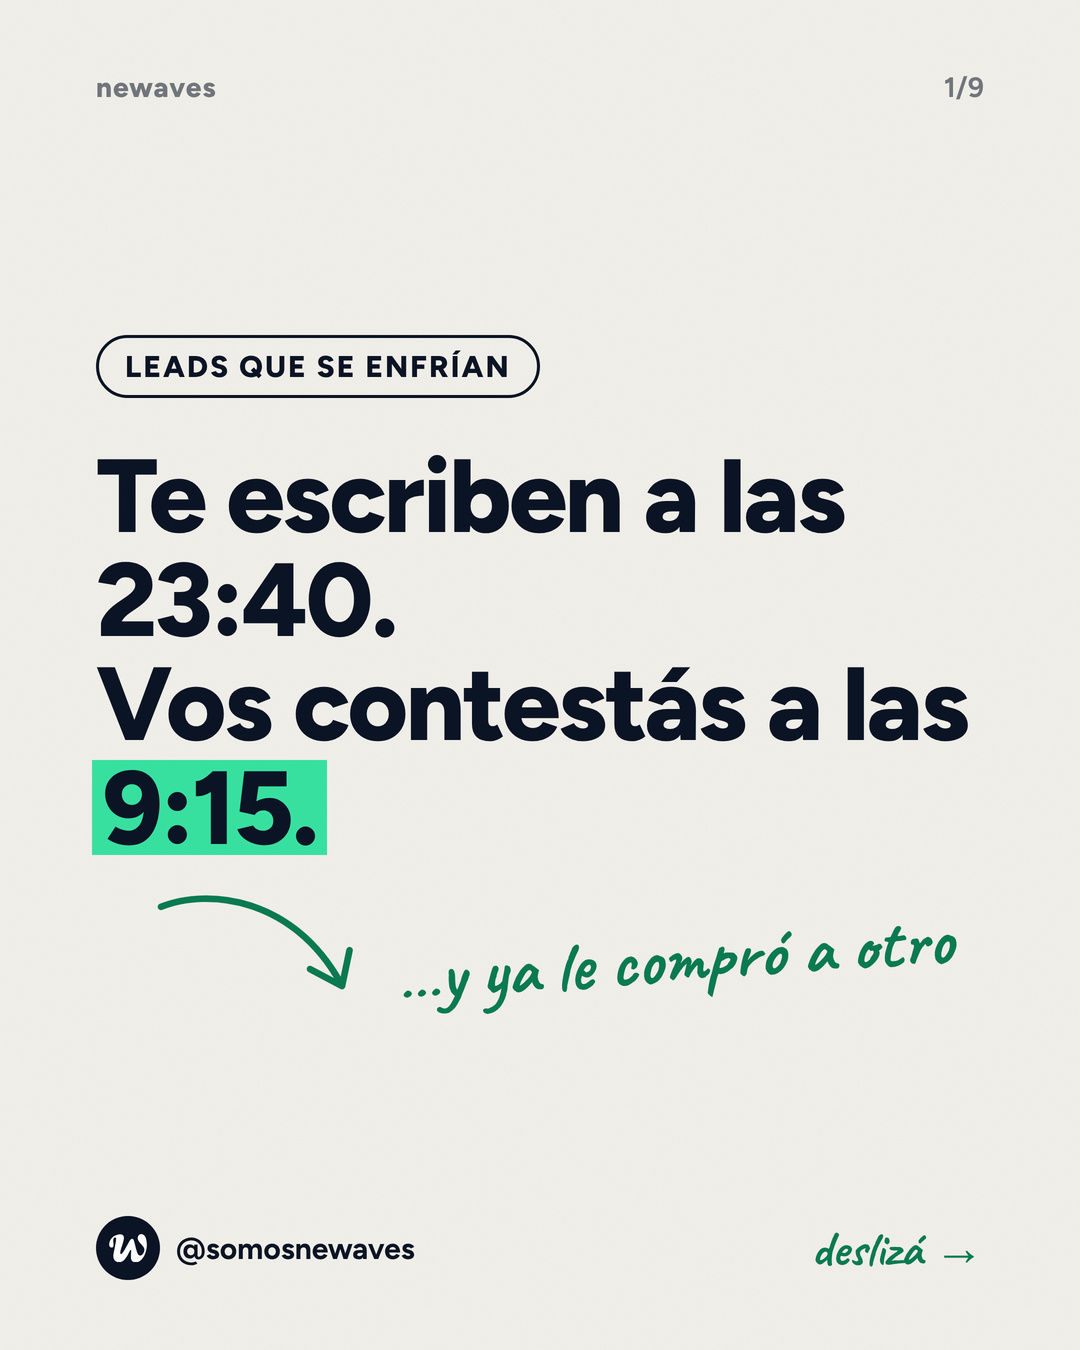 newaves
1/9
LEADS QUE SE ENFRÍAN
Te escriben a las
23:40.
Vos contestás a las
9:15.
...y ya le compró a otro
w @somosnewaves
deslizá →